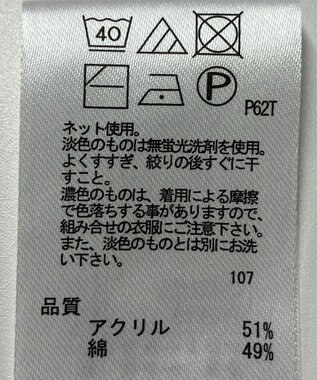 40
P
P62T
ネット使用。
淡色のものは無蛍光洗剤を使用。
よくすすぎ、絞りの後すぐに干
すこと。
濃色のものは、着用による摩擦
で色落ちする事がありますので、
組み合せの衣服にご注意下さい。
また、淡色のものとは別にお洗
い下さい。
107
品質
アクリル 51%
綿 49%